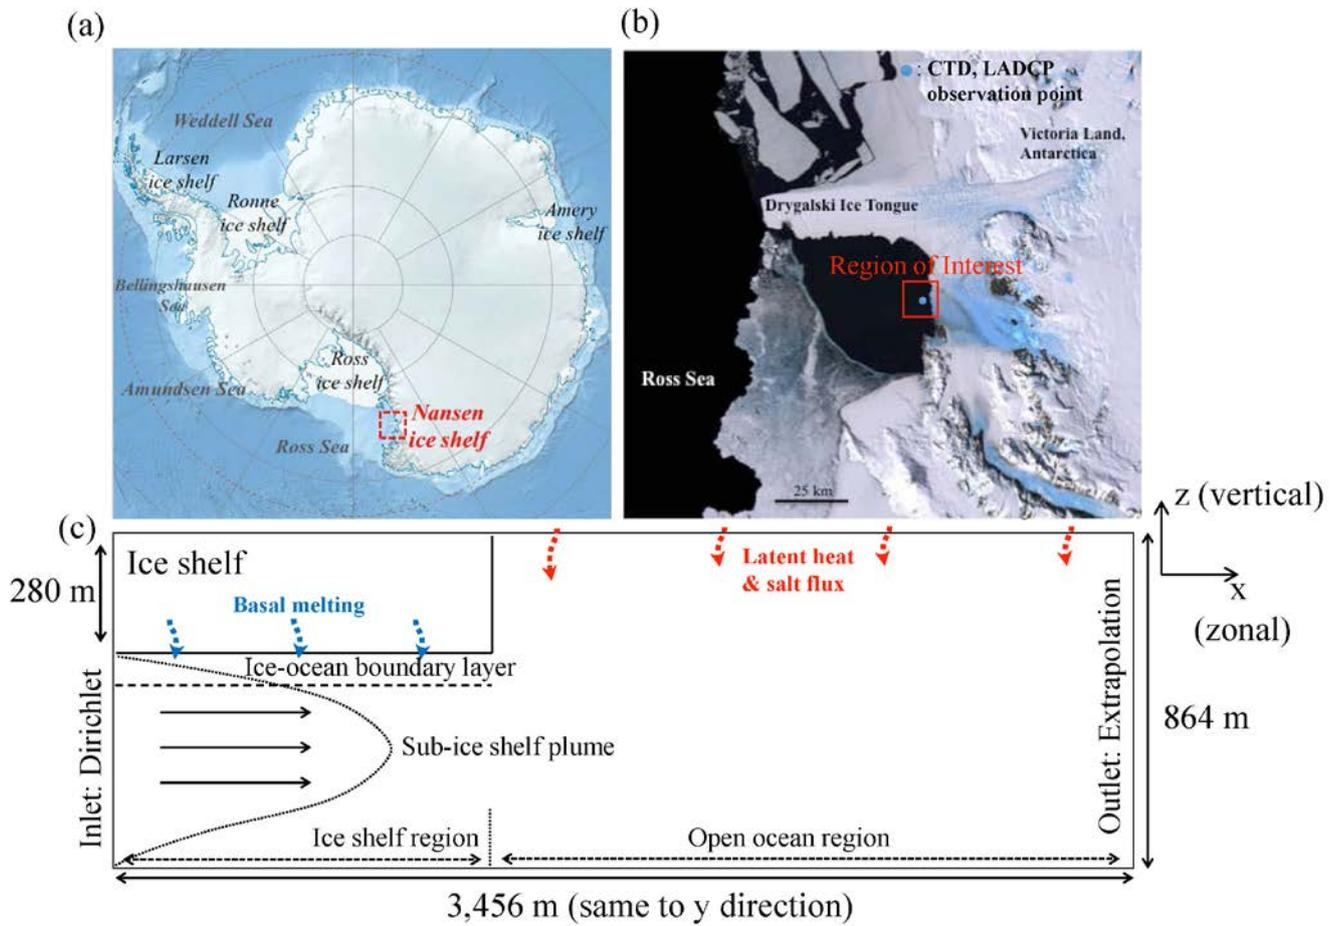 (a)
Weddell Sea
Larsen
ice shelf
Ronne
ice shelf
Amery
ice shelf
Bellingshausen
Sea
Ross
ice shelf
Amundsen Sea
Nansen
ice shelf
Ross Sea
(b)
: CTD, LADCP
observation point
Victoria Land,
Antarctica
Drygalski Ice Tongue
Region of Interest
Ross Sea
25 km
z (vertical)
x
(zonal)
(c)
Ice shelf
280 m
Basal melting
Latent heat
& salt flux
Ice-ocean boundary layer
Inlet: Dirichlet
Sub-ice shelf plume
Outlet: Extrapolation
864 m
Ice shelf region
Open ocean region
3,456 m (same to y direction)